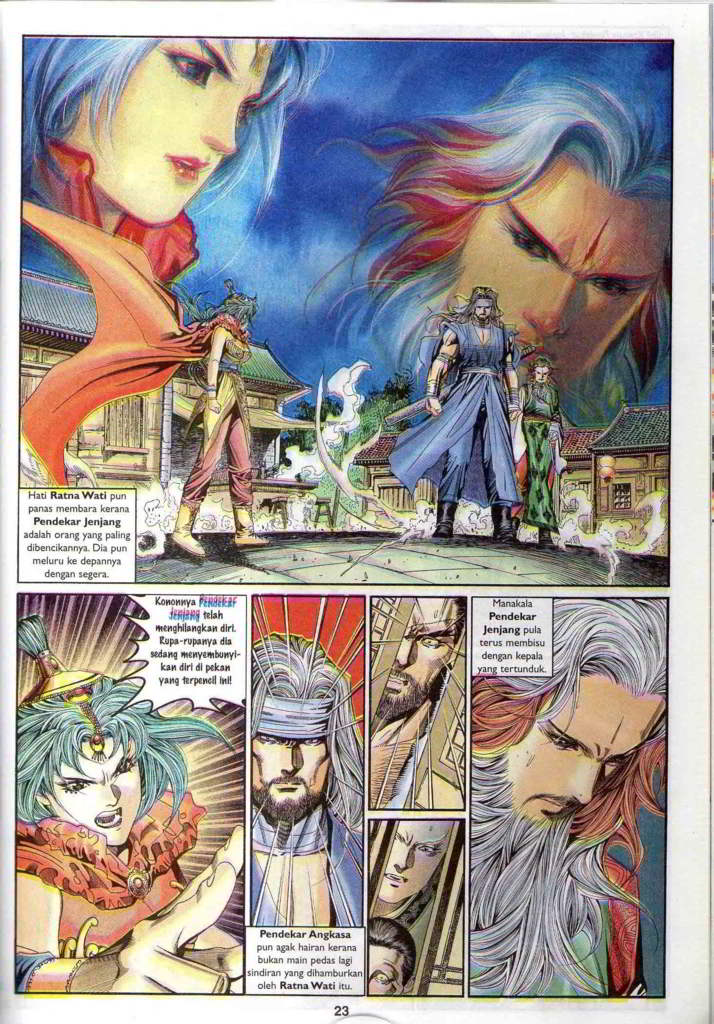 Hati Ratna Wati pun
panas membara kerana
Pendekar Jenjang
adalah orang yang paling
dibencikannya. Dia pun
meluru ke depannya
dengan segera.
Kononnya Pendekar
Jenjang telah
menghilangkan diri.
Rupa-rupanya dia
sedang menyembunyi-
kan diri di pekan
yang terpencil ini!
Pendekar Angkasa
pun agak hairan kerana
bukan main pedas lagi
sindiran yang dihamburkan
oleh Ratna Wati itu.
Manakala
Pendekar
Jenjang pula
terus membisu
dengan kepala
yang tertunduk.
23